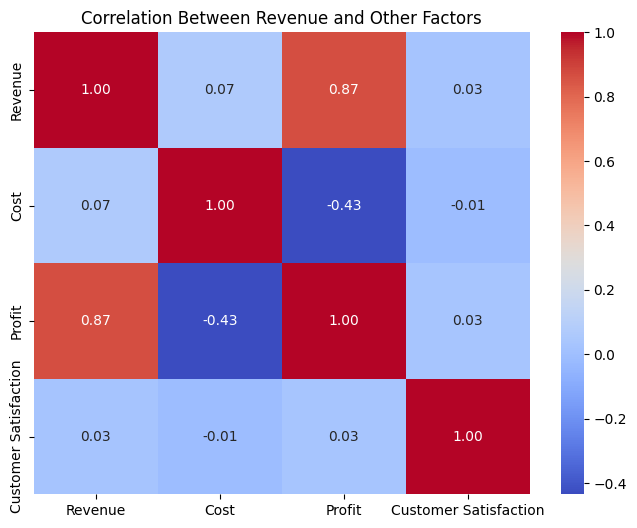 Correlation Between Revenue and Other Factors
Revenue
1.00
0.07
0.87
0.03
Cost
0.07
1.00
-0.43
-0.01
Profit
0.87
-0.43
1.00
0.03
Customer Satisfaction
0.03
-0.01
0.03
1.00
Revenue
Cost
Profit
Customer Satisfaction
1.0
0.8
0.6
0.4
0.2
0.0
−0.2
−0.4